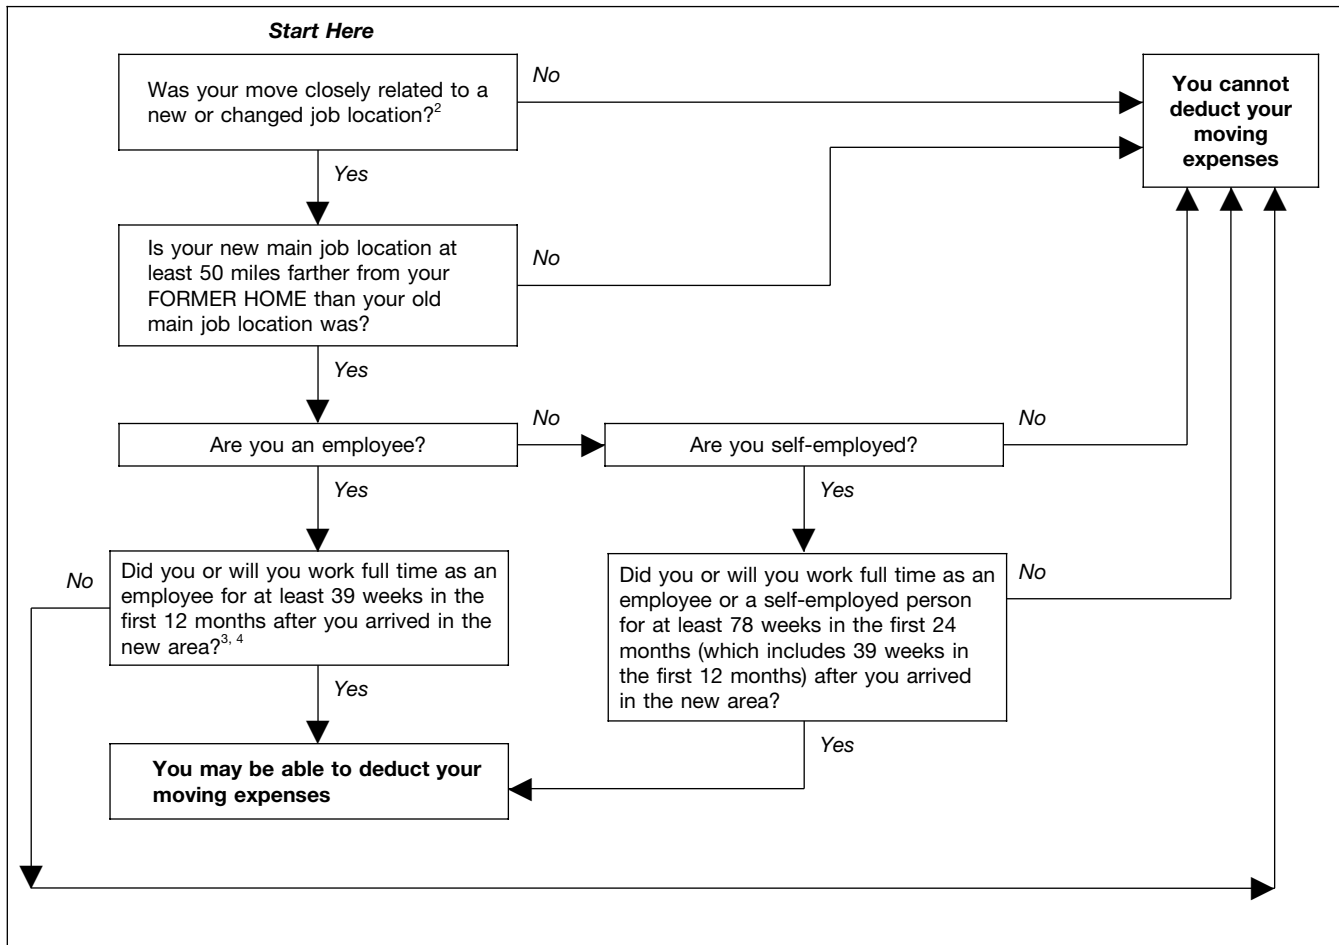 Start Here
Was your move closely related to a
new or changed job location?2
No
You cannot
deduct your
moving
expenses
Yes
Is your new main job location at
least 50 miles farther from your
FORMER HOME than your old
main job location was?
No
Yes
Are you an employee?
No
Are you self-employed?
No
Yes
Yes
No
Did you or will you work full time as an
employee for at least 39 weeks in the
first 12 months after you arrived in the
new area?3, 4
Did you or will you work full time as an
employee or a self-employed person
for at least 78 weeks in the first 24
months (which includes 39 weeks in
the first 12 months) after you arrived
in the new area?
No
Yes
Yes
You may be able to deduct your
moving expenses